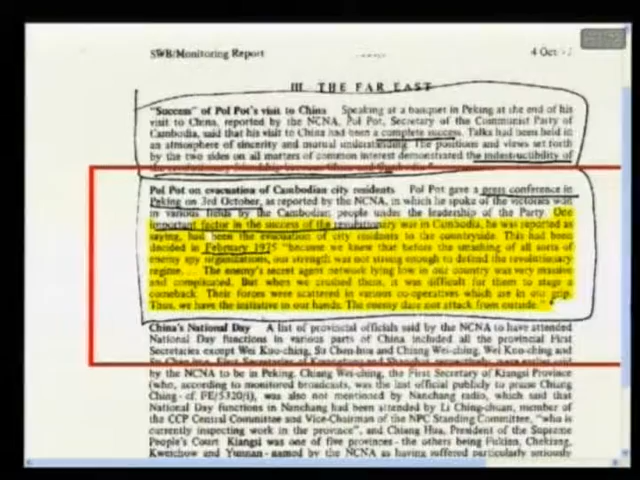 SWB/Monitoring Report
4 Oct
III THE FAR EAST
"Success" of Pol Pot's visit to China Speaking at a banquet in Peking at the end of his
visit to China, reported by the NCNA, Pol Pot, Secretary of the Communist Party of
Cambodia, said that his visit to China had been a complete success. Talks had been held in
an atmosphere of sincerity and mutual understanding. The positions and views set forth
by the two sides on all matters of common interest demonstrated the indestructibility of
Pol Pot on evacuation of Cambodian city residents Pol Pot gave a press conference in
Peking on 3rd October, as reported by the NCNA, in which he spoke of the victories won
in various fields by the Cambodian people under the leadership of the Party. One
important factor in the success of the revolutionary war in Cambodia, he was reported as
saying, had been the evacuation of city residents to the countryside. This had been
decided in February 1975 "because we knew that before the smashing of all sorts of
enemy spy organizations, our strength was not strong enough to defend the revolutionary
regime... The enemy's secret agent network lying low in our country was very massive
and complicated. But when we crushed them, it was difficult for them to stage a
comeback. Their forces were scattered in various co-operatives which are in our grip.
Thus, we have the initiative in our hands. The enemy dare not attack from outside."
China's National Day A list of provincial officials said by the NCNA to have attended
National Day functions in various parts of China included all the provincial First
Secretaries except Wei Kuo-ching, Su Chen-hua and Chiang Wei-ching. Wei Kuo-ching and
by the NCNA to be in Peking. Chiang Wei-ching, the First Secretary of Kiangsi Province
(who, according to monitored broadcasts, was the last official publicly to praise Chiang
Ching - cf FE/5320/i), was also not mentioned by Nanchang radio, which said that
National Day functions in Nanchang had been attended by Li Ching-chuan, member of
the CCP Central Committee and Vice-Chairman of the NPC Standing Committee, "who is
currently inspecting work in the province", and Chiang Hua, President of the Supreme
People's Court Kiangsi was one of five provinces - the others being Fukien, Chekiang,
Kweichow and Yunnan - named by the NCNA as having suffered particularly seriously